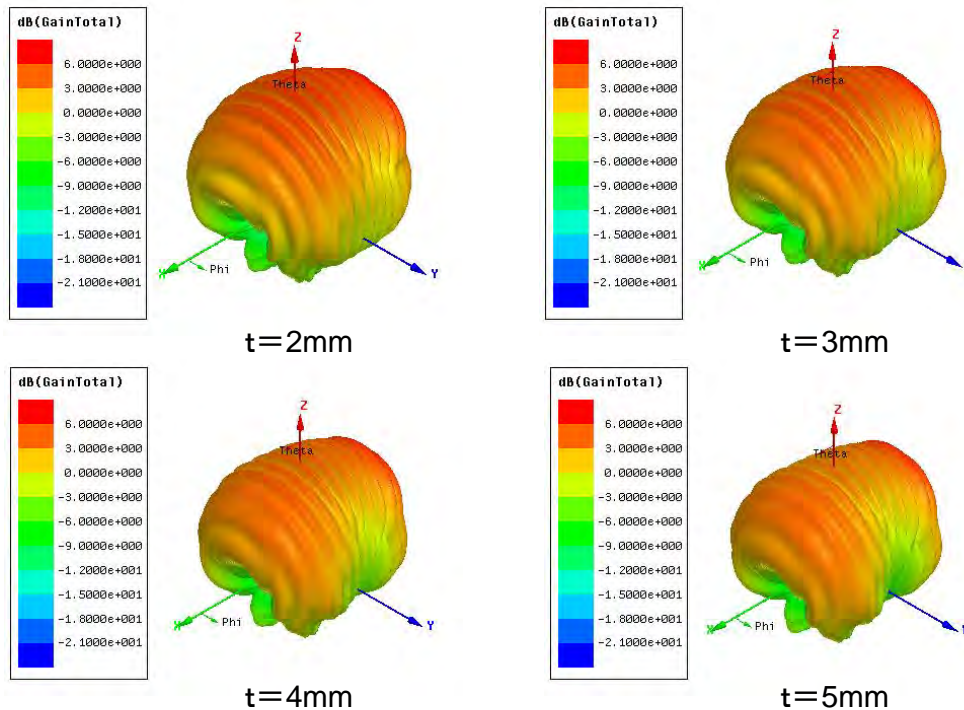 dB(GainTotal)
6.0000e+000
3.0000e+000
0.0000e+000
-3.0000e+000
-6.0000e+000
-9.0000e+000
-1.2000e+001
-1.5000e+001
-1.8000e+001
-2.1000e+001
Z
Theta
X
Phi
Y
t=2mm
dB(GainTotal)
6.0000e+000
3.0000e+000
0.0000e+000
-3.0000e+000
-6.0000e+000
-9.0000e+000
-1.2000e+001
-1.5000e+001
-1.8000e+001
-2.1000e+001
Z
Theta
X
Phi
t=3mm
dB(GainTotal)
6.0000e+000
3.0000e+000
0.0000e+000
-3.0000e+000
-6.0000e+000
-9.0000e+000
-1.2000e+001
-1.5000e+001
-1.8000e+001
-2.1000e+001
Z
Theta
X
Phi
Y
t=4mm
dB(GainTotal)
6.0000e+000
3.0000e+000
0.0000e+000
-3.0000e+000
-6.0000e+000
-9.0000e+000
-1.2000e+001
-1.5000e+001
-1.8000e+001
-2.1000e+001
Z
Theta
X
Phi
t=5mm